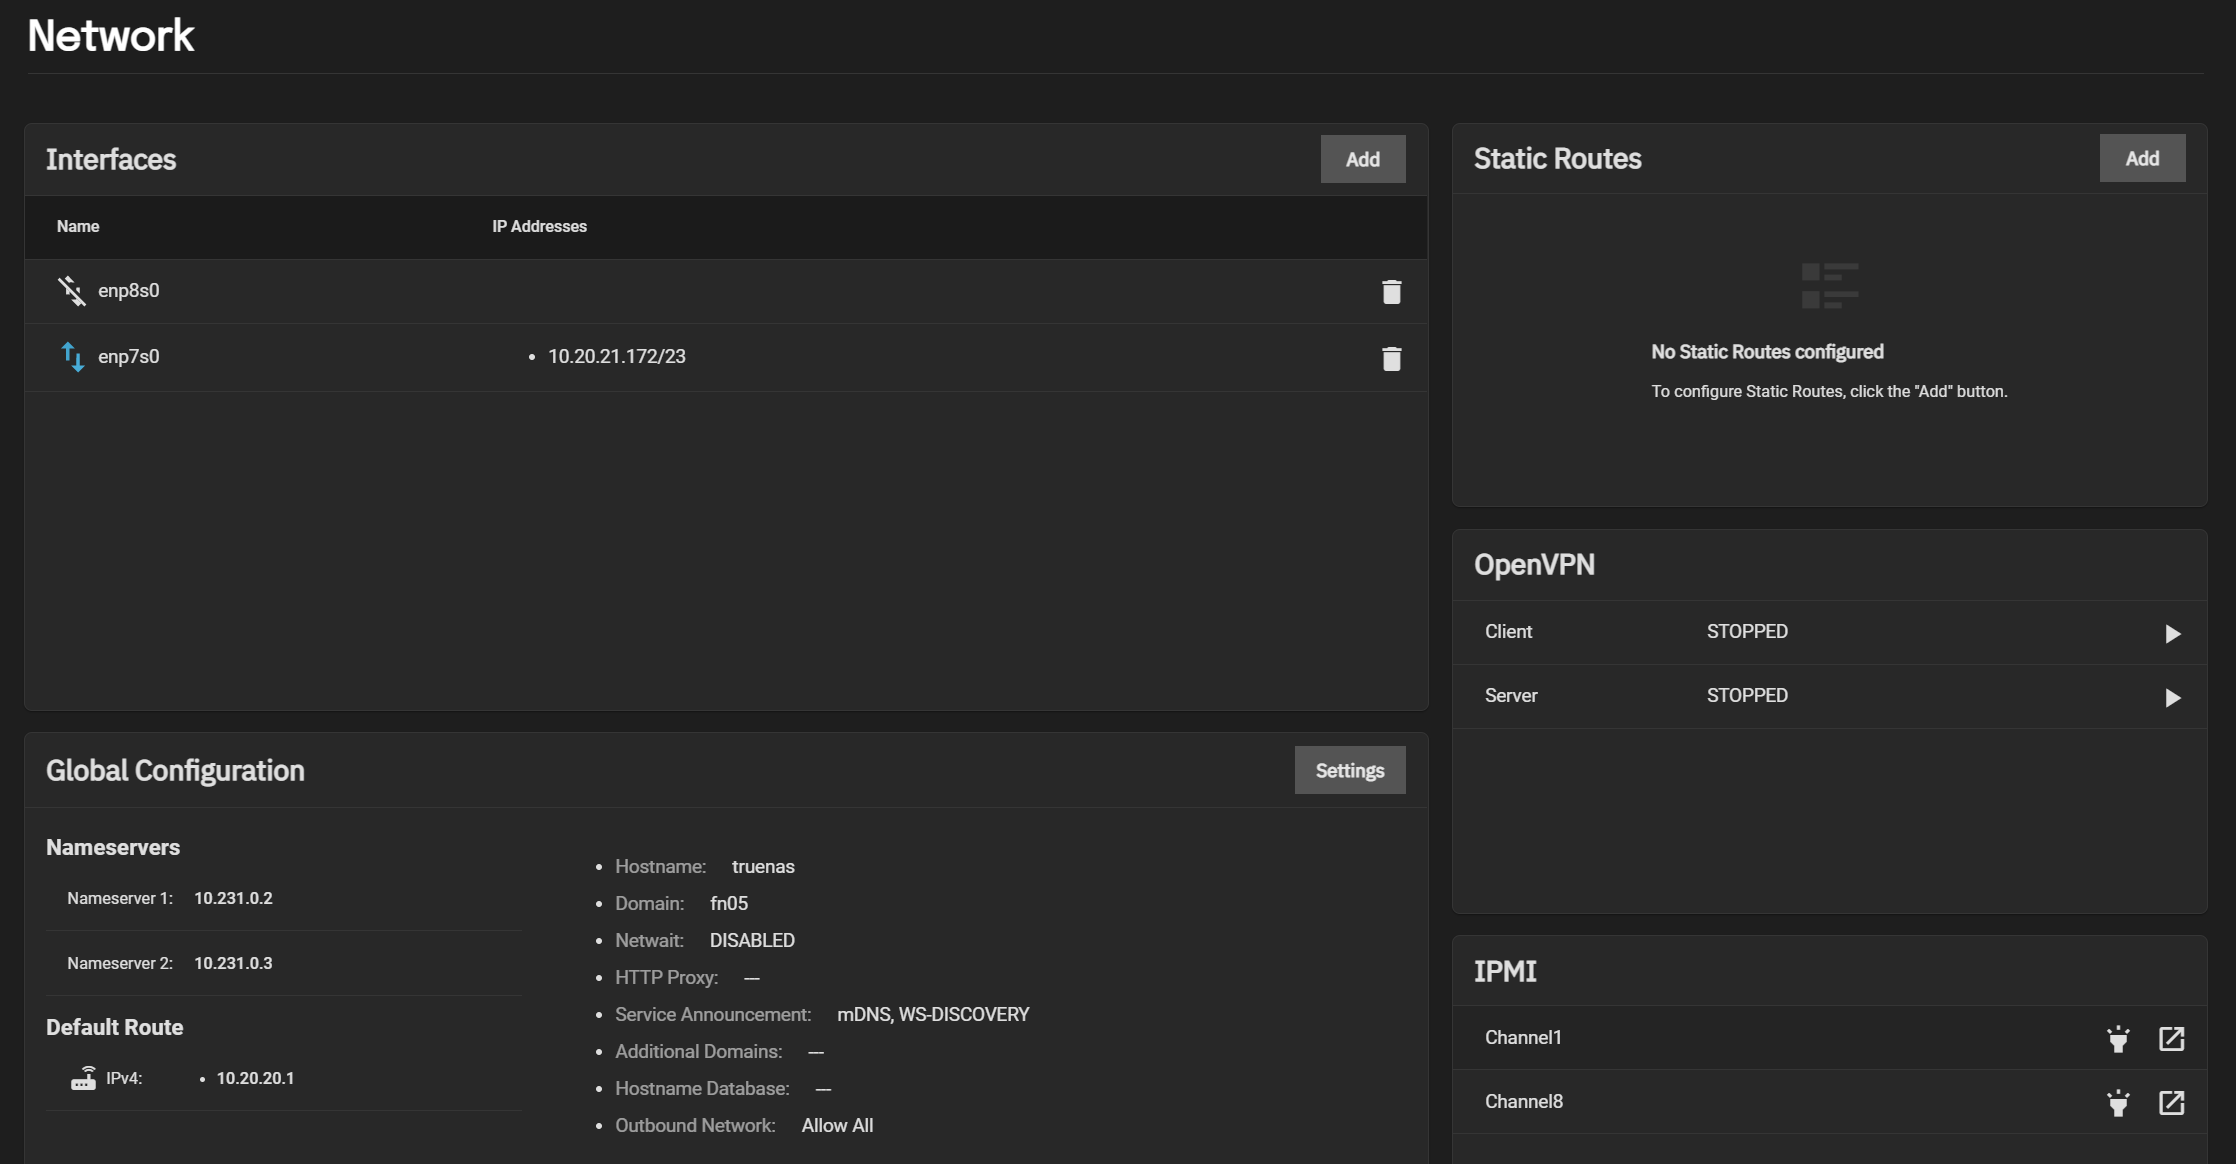 Network
Interfaces
Add
Name IP Addresses
enp8s0
enp7s0 • 10.20.21.172/23
Global Configuration
Settings
Nameservers
Nameserver 1: 10.231.0.2
Nameserver 2: 10.231.0.3
Default Route
IPv4: • 10.20.20.1
• Hostname: truenas
• Domain: fn05
• Netwait: DISABLED
• HTTP Proxy: ---
• Service Announcement: mDNS, WS-DISCOVERY
• Additional Domains: ---
• Hostname Database: ---
• Outbound Network: Allow All
Static Routes
Add
No Static Routes configured
To configure Static Routes, click the "Add" button.
OpenVPN
Client STOPPED
Server STOPPED
IPMI
Channel1
Channel8